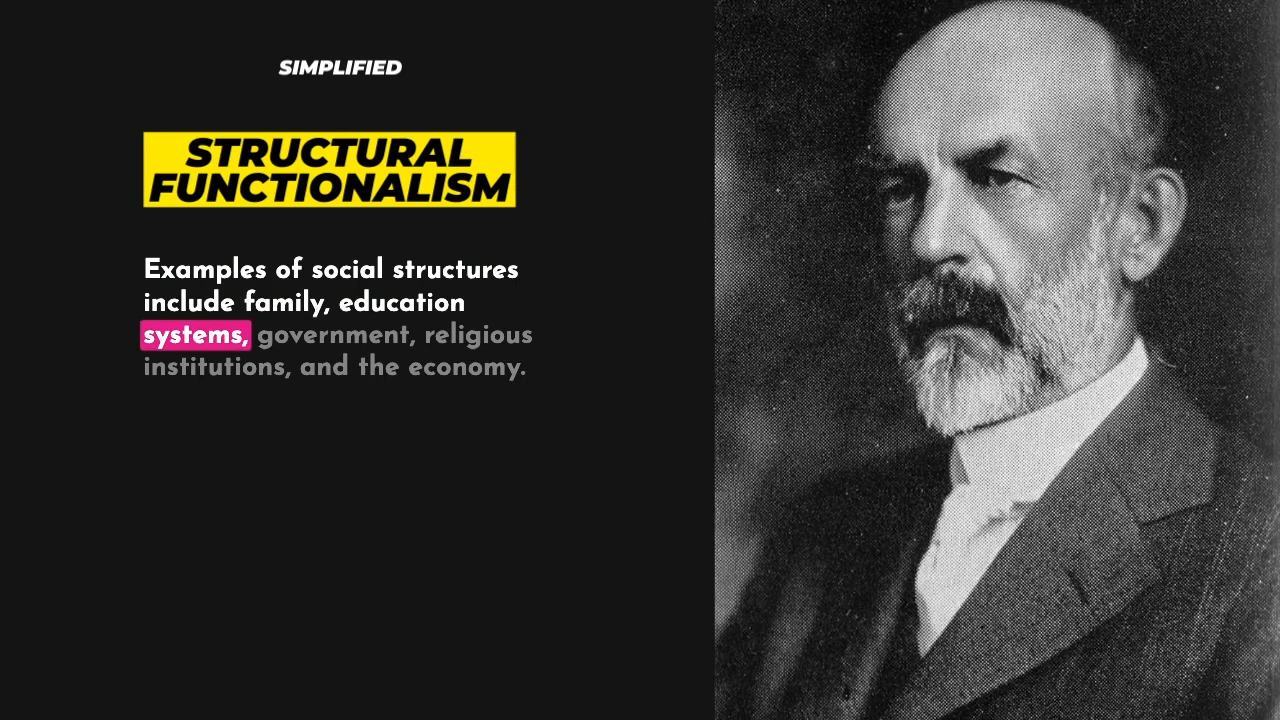 SIMPLIFIED
STRUCTURAL
FUNCTIONALISM
Examples of social structures
include family, education
systems, government, religious
institutions, and the economy.